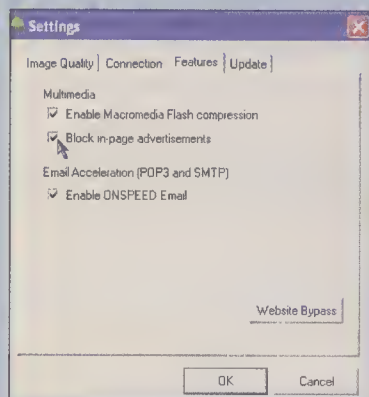 Settings
Image Quality Connection Features Update
Multimedia
Enable Macromedia Flash compression
Block in-page advertisements
Email Acceleration (POP3 and SMTP)
Enable ONSPEED Email
Website Bypass
OK Cancel